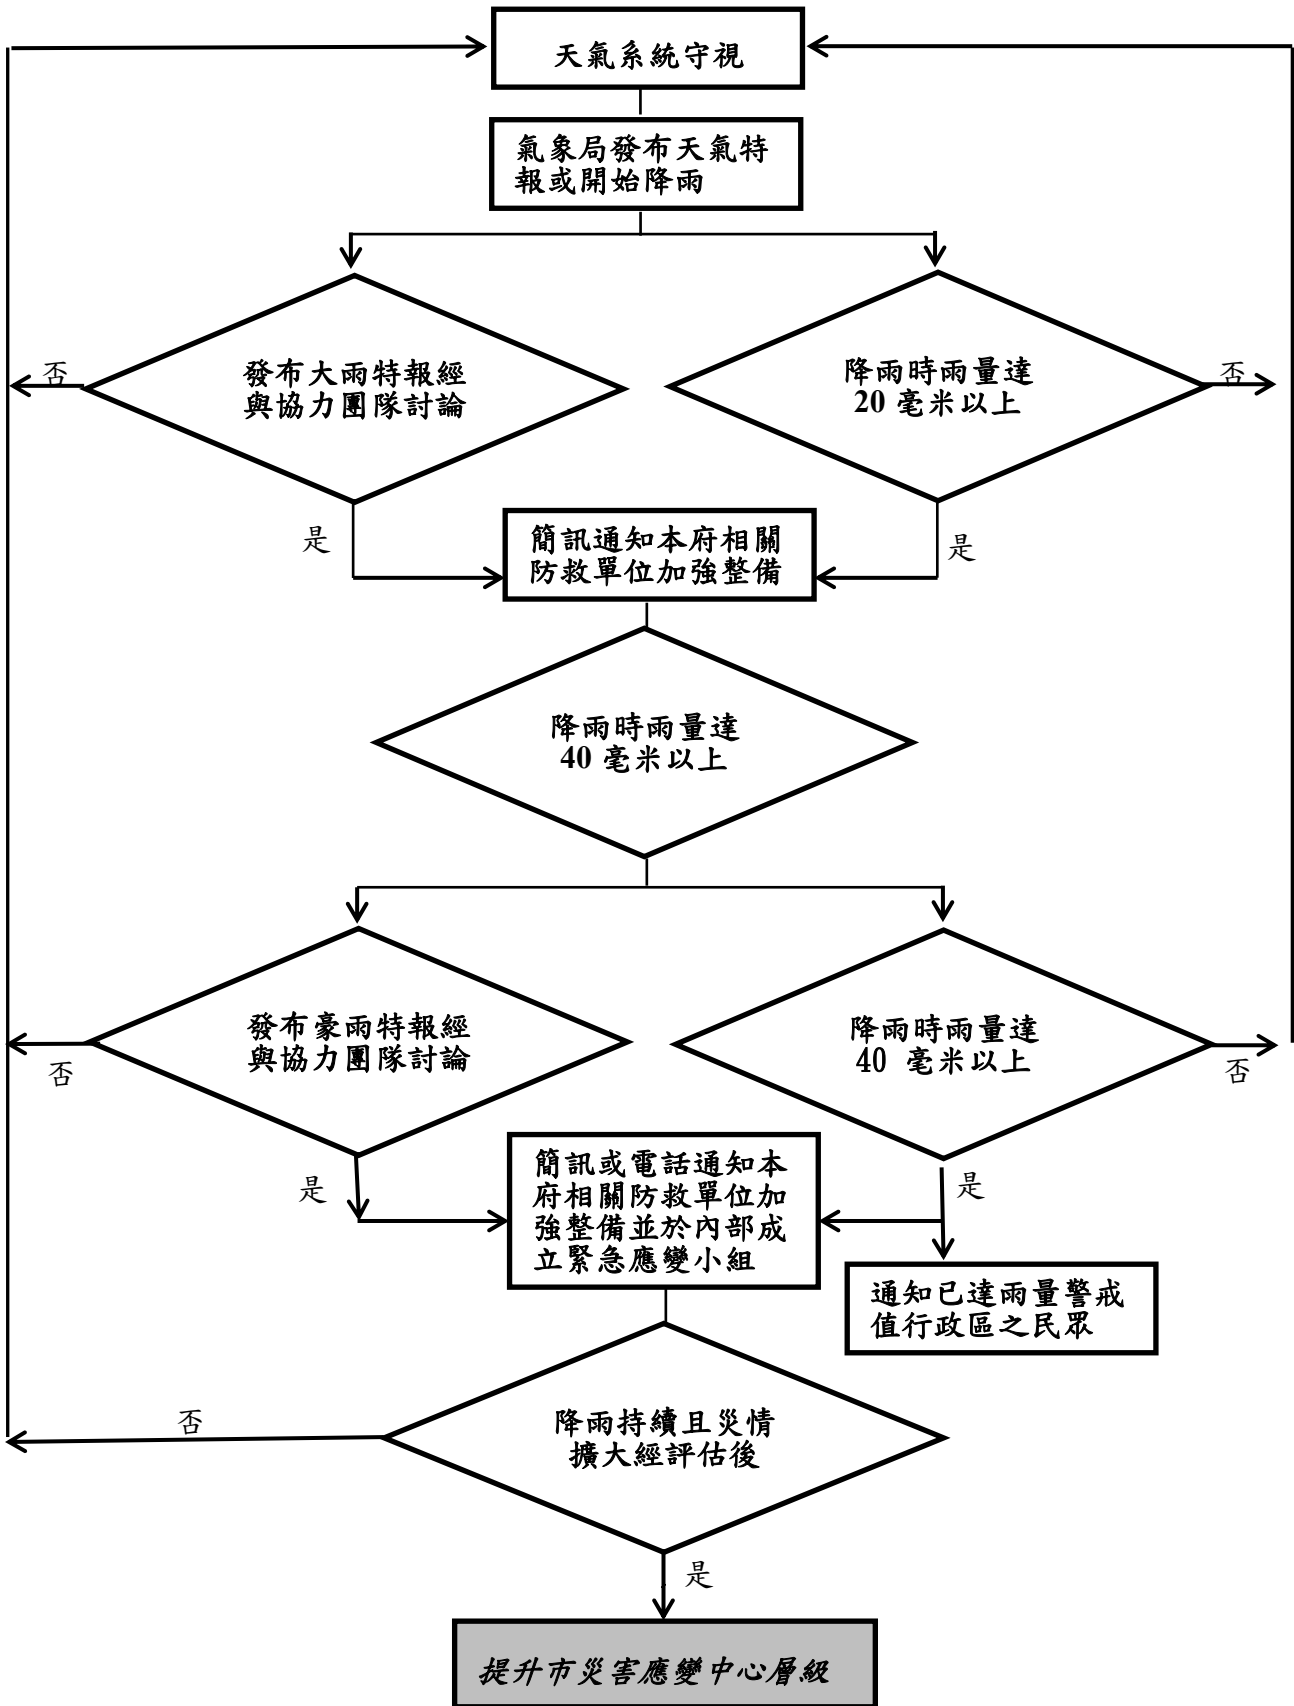 天氣系統守視
氣象局發布天氣特
報或開始降雨
發布大雨特報經
與協力團隊討論
降雨時雨量達
20 毫米以上
否
否
是
簡訊通知本府相關
防救單位加強整備
是
降雨時雨量達
40 毫米以上
發布豪雨特報經
與協力團隊討論
降雨時雨量達
40 毫米以上
否
否
是
簡訊或電話通知本
府相關防救單位加
強整備並於內部成
立緊急應變小組
是
通知已達雨量警戒
值行政區之民眾
否
降雨持續且災情
擴大經評估後
是
提升市災害應變中心層級